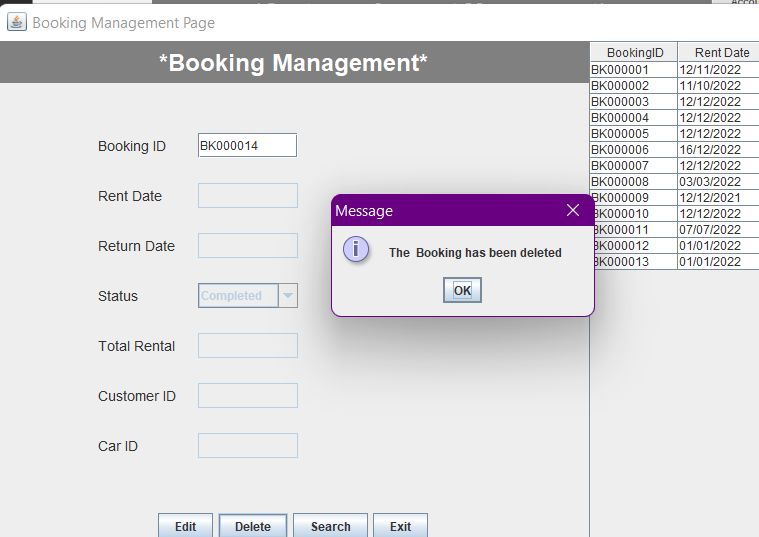 Booking Management Page
*Booking Management*
Booking ID BK000014
Rent Date
Return Date
Status Completed
Total Rental
Customer ID
Car ID
Edit Delete Search Exit
Message
The Booking has been deleted
OK
BookingID Rent Date
BK000001 12/11/2022
BK000002 11/10/2022
BK000003 12/12/2022
BK000004 12/12/2022
BK000005 12/12/2022
BK000006 16/12/2022
BK000007 12/12/2022
BK000008 03/03/2022
BK000009 12/12/2021
BK000010 12/12/2022
BK000011 07/07/2022
BK000012 01/01/2022
BK000013 01/01/2022